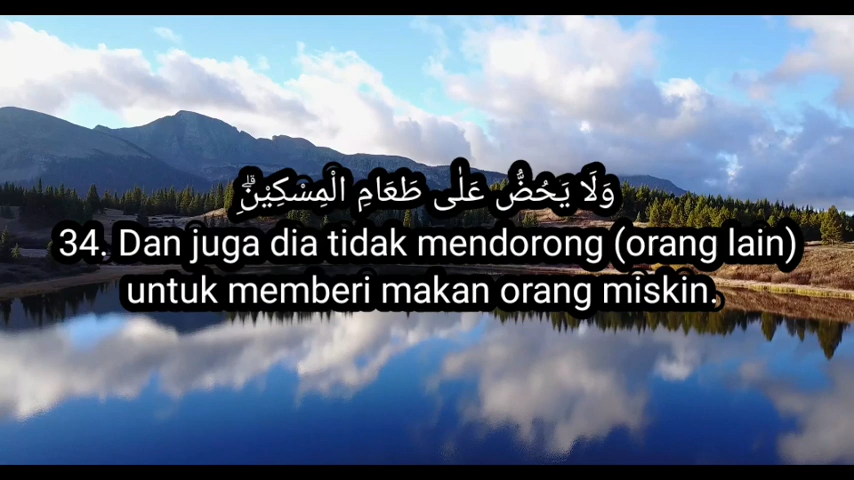 وَلَا يَحُضُّ عَلٰى طَعَامِ الْمِسْكِيْنِۗ
34. Dan juga dia tidak mendorong (orang lain)
untuk memberi makan orang miskin.